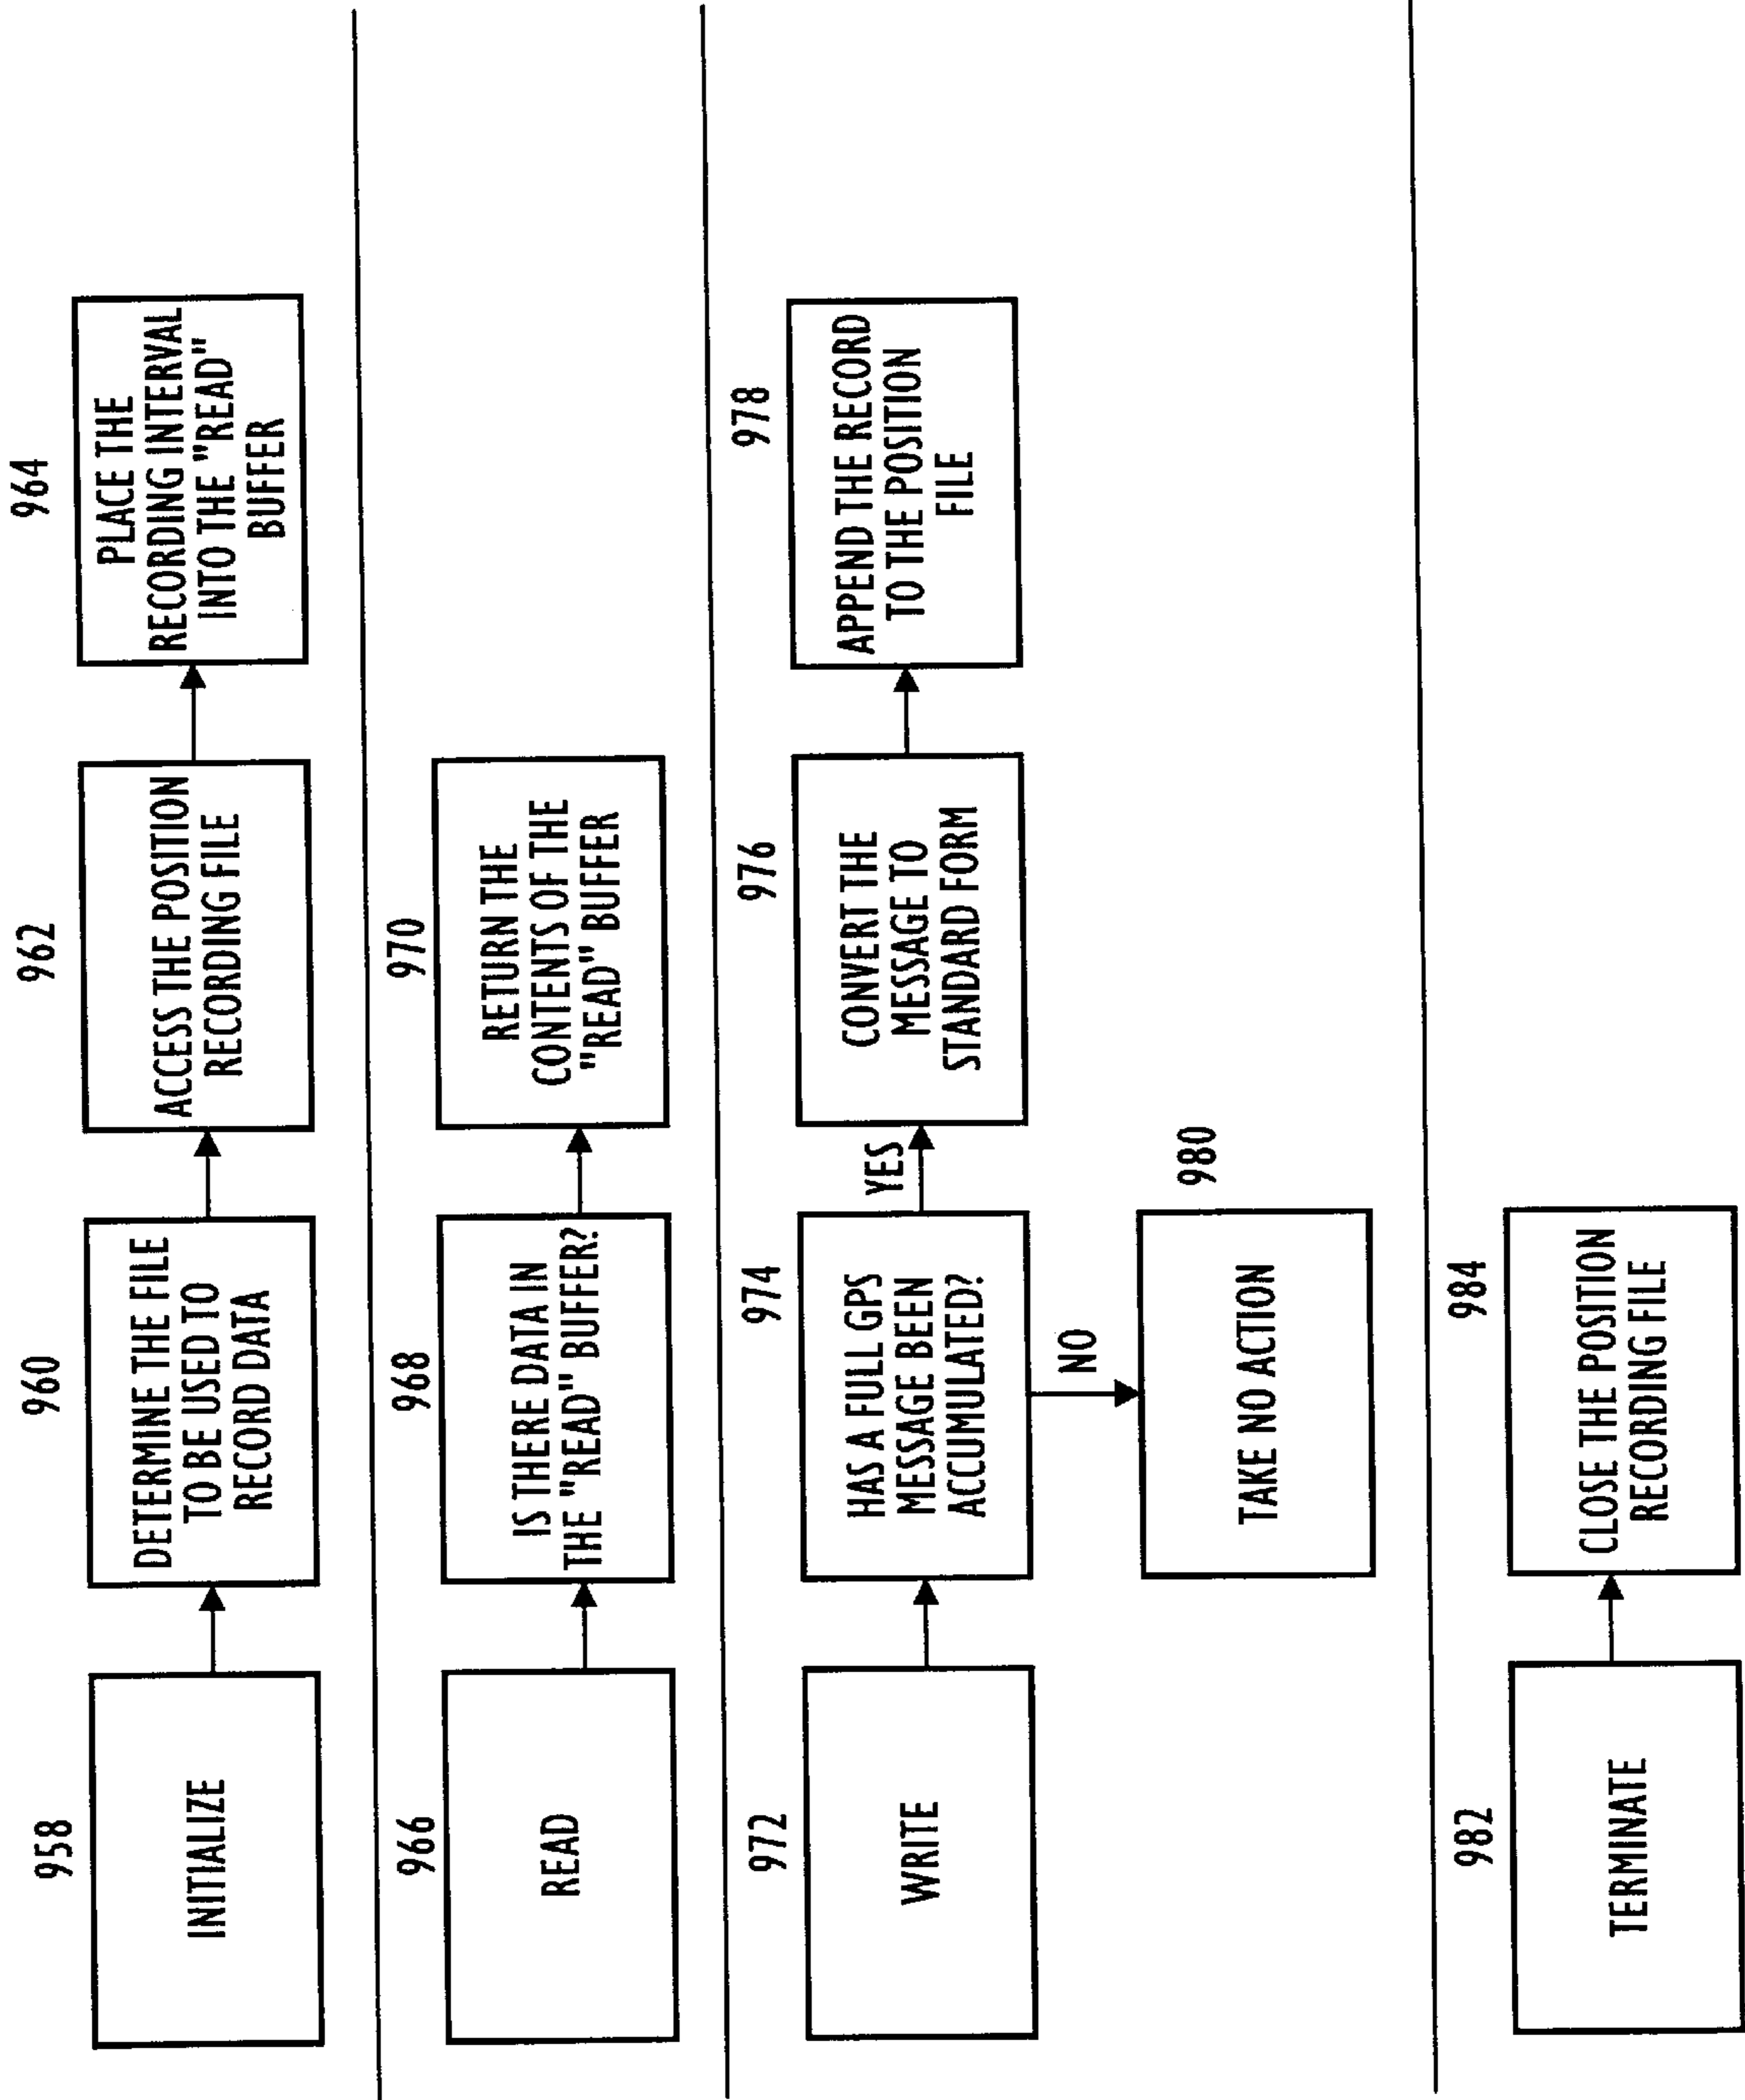 958
INITIALIZE
960
DETERMINE THE FILE
TO BE USED TO
RECORD DATA
962
ACCESS THE POSITION
RECORDING FILE
964
PLACE THE
RECORDING INTERVAL
INTO THE "READ"
BUFFER
966
READ
968
IS THERE DATA IN
THE "READ" BUFFER?
970
RETURN THE
CONTENTS OF THE
"READ" BUFFER
972
WRITE
974
HAS A FULL GPS
MESSAGE BEEN
ACCUMULATED?
YES
976
CONVERT THE
MESSAGE TO
STANDARD FORM
978
APPEND THE RECORD
TO THE POSITION
FILE
NO
980
TAKE NO ACTION
982
TERMINATE
984
CLOSE THE POSITION
RECORDING FILE